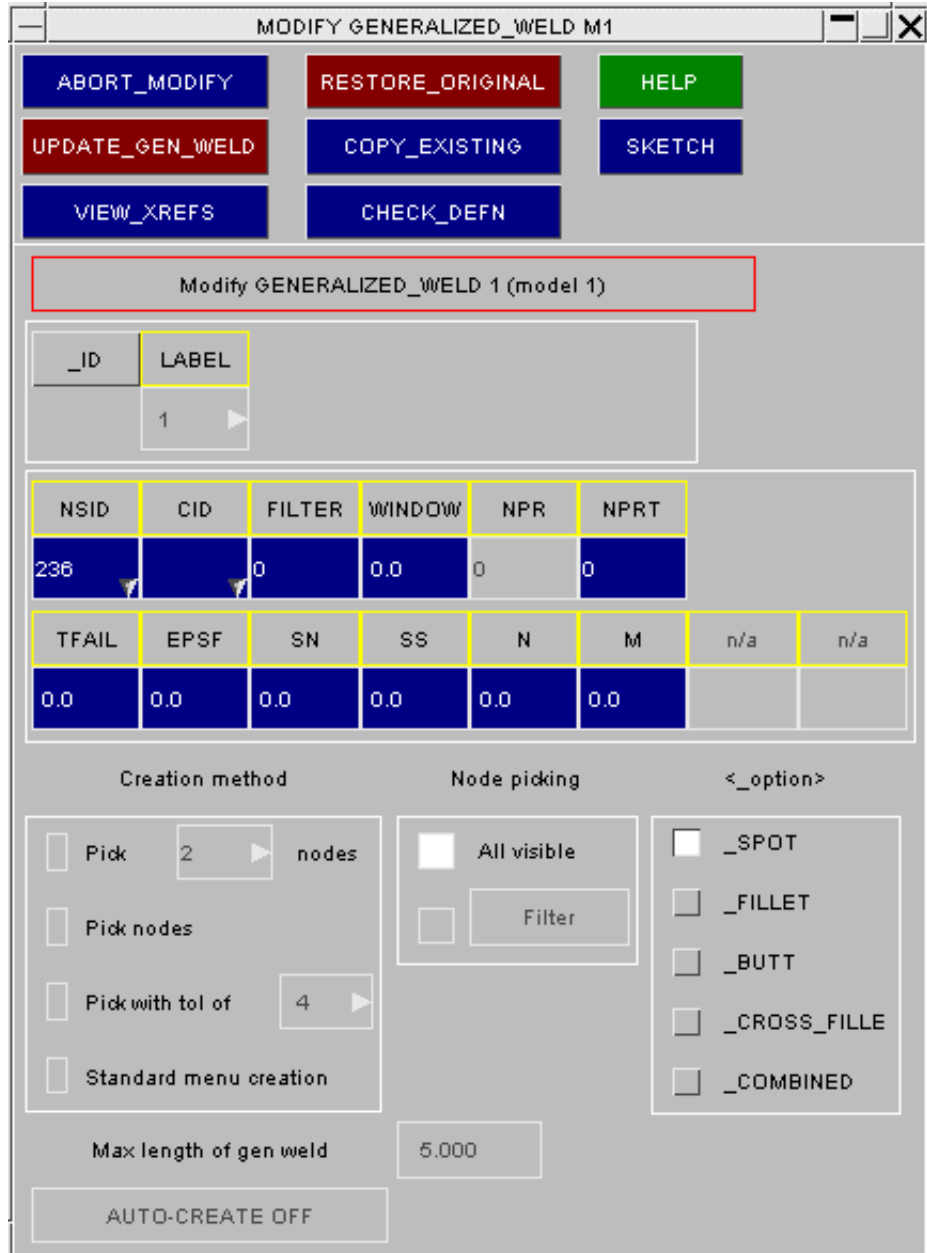 MODIFY GENERALIZED_WELD M1
ABORT_MODIFY RESTORE_ORIGINAL HELP
UPDATE_GEN_WELD COPY_EXISTING SKETCH
VIEW_XREFS CHECK_DEFN
Modify GENERALIZED_WELD 1 (model 1)
_ID LABEL
1
NSID CID FILTER WINDOW NPR NPRT
236 0 0.0 0 0
TFAIL EPSF SN SS N M n/a n/a
0.0 0.0 0.0 0.0 0.0 0.0
Creation method Node picking <_option>
Pick 2 nodes All visible _SPOT
Filter _FILLET
Pick nodes
_BUTT
Pick with tol of 4 _CROSS_FILLE
Standard menu creation _COMBINED
Max length of gen weld 5.000
AUTO-CREATE OFF